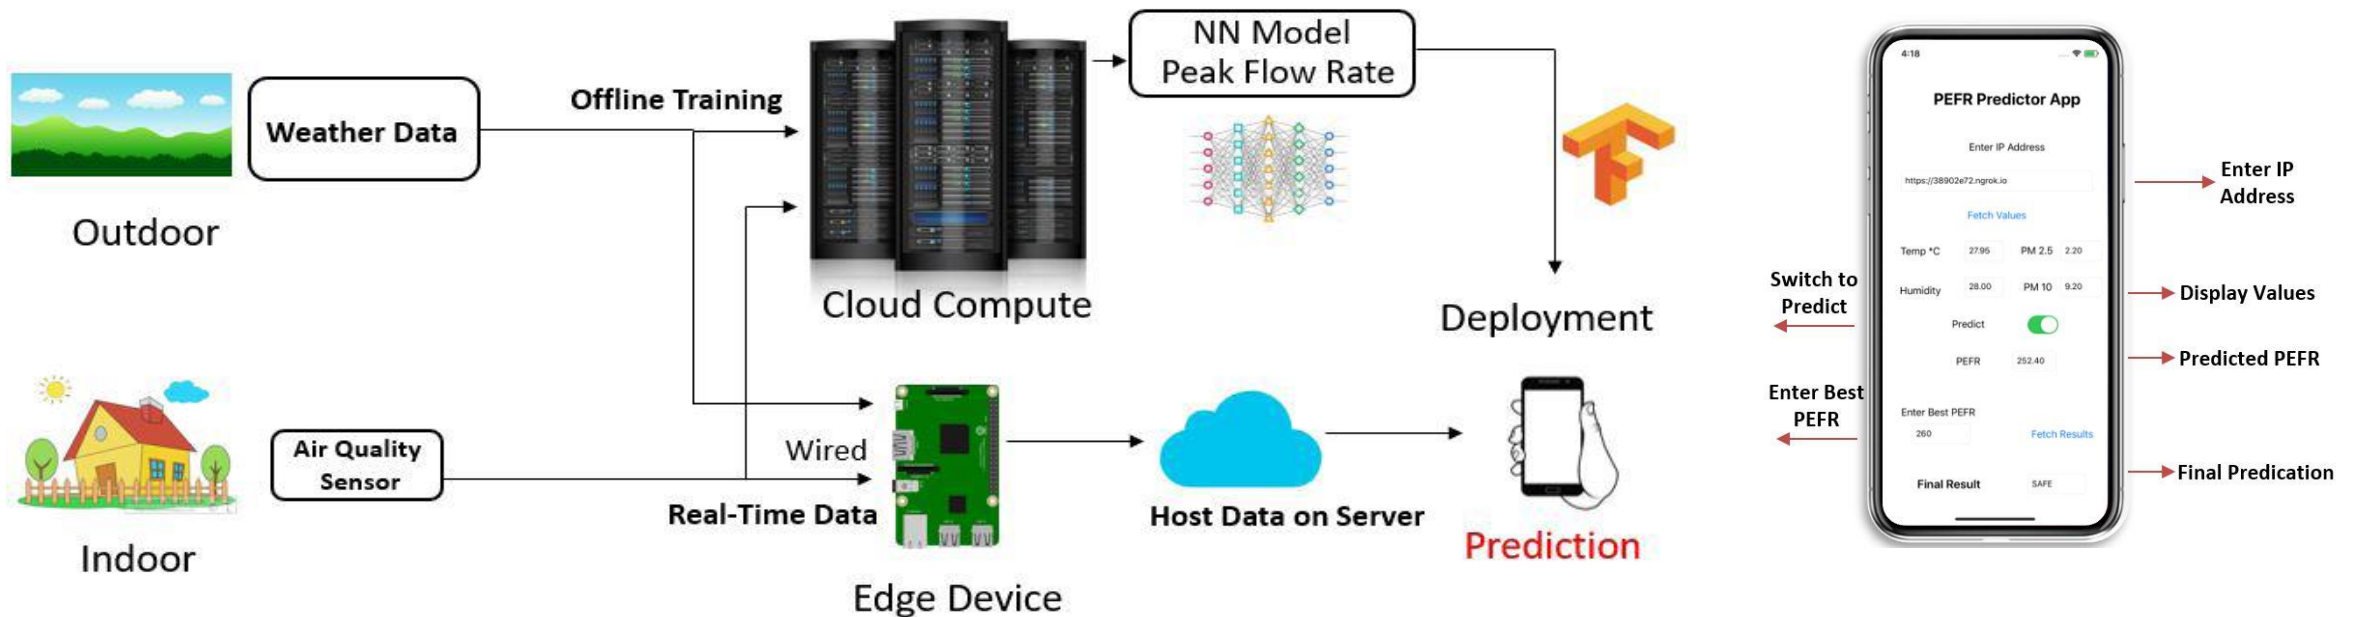 Outdoor
Weather Data
Offline Training
Cloud Compute
NN Model
Peak Flow Rate
Deployment
Indoor
Air Quality
Sensor
Wired
Real-Time Data
Edge Device
Host Data on Server
Prediction
Switch to
Predict
Enter Best
PEFR
4:18
PEFR Predictor App
Enter IP Address
https://38902e72.ngrok.io
Fetch Values
Temp °C 27.95 PM 2.5 2.20
Humidity 28.00 PM 10 9.20
Predict
PEFR 252.40
Enter Best PEFR
260 Fetch Results
Final Result SAFE
Enter IP
Address
Display Values
Predicted PEFR
Final Predication